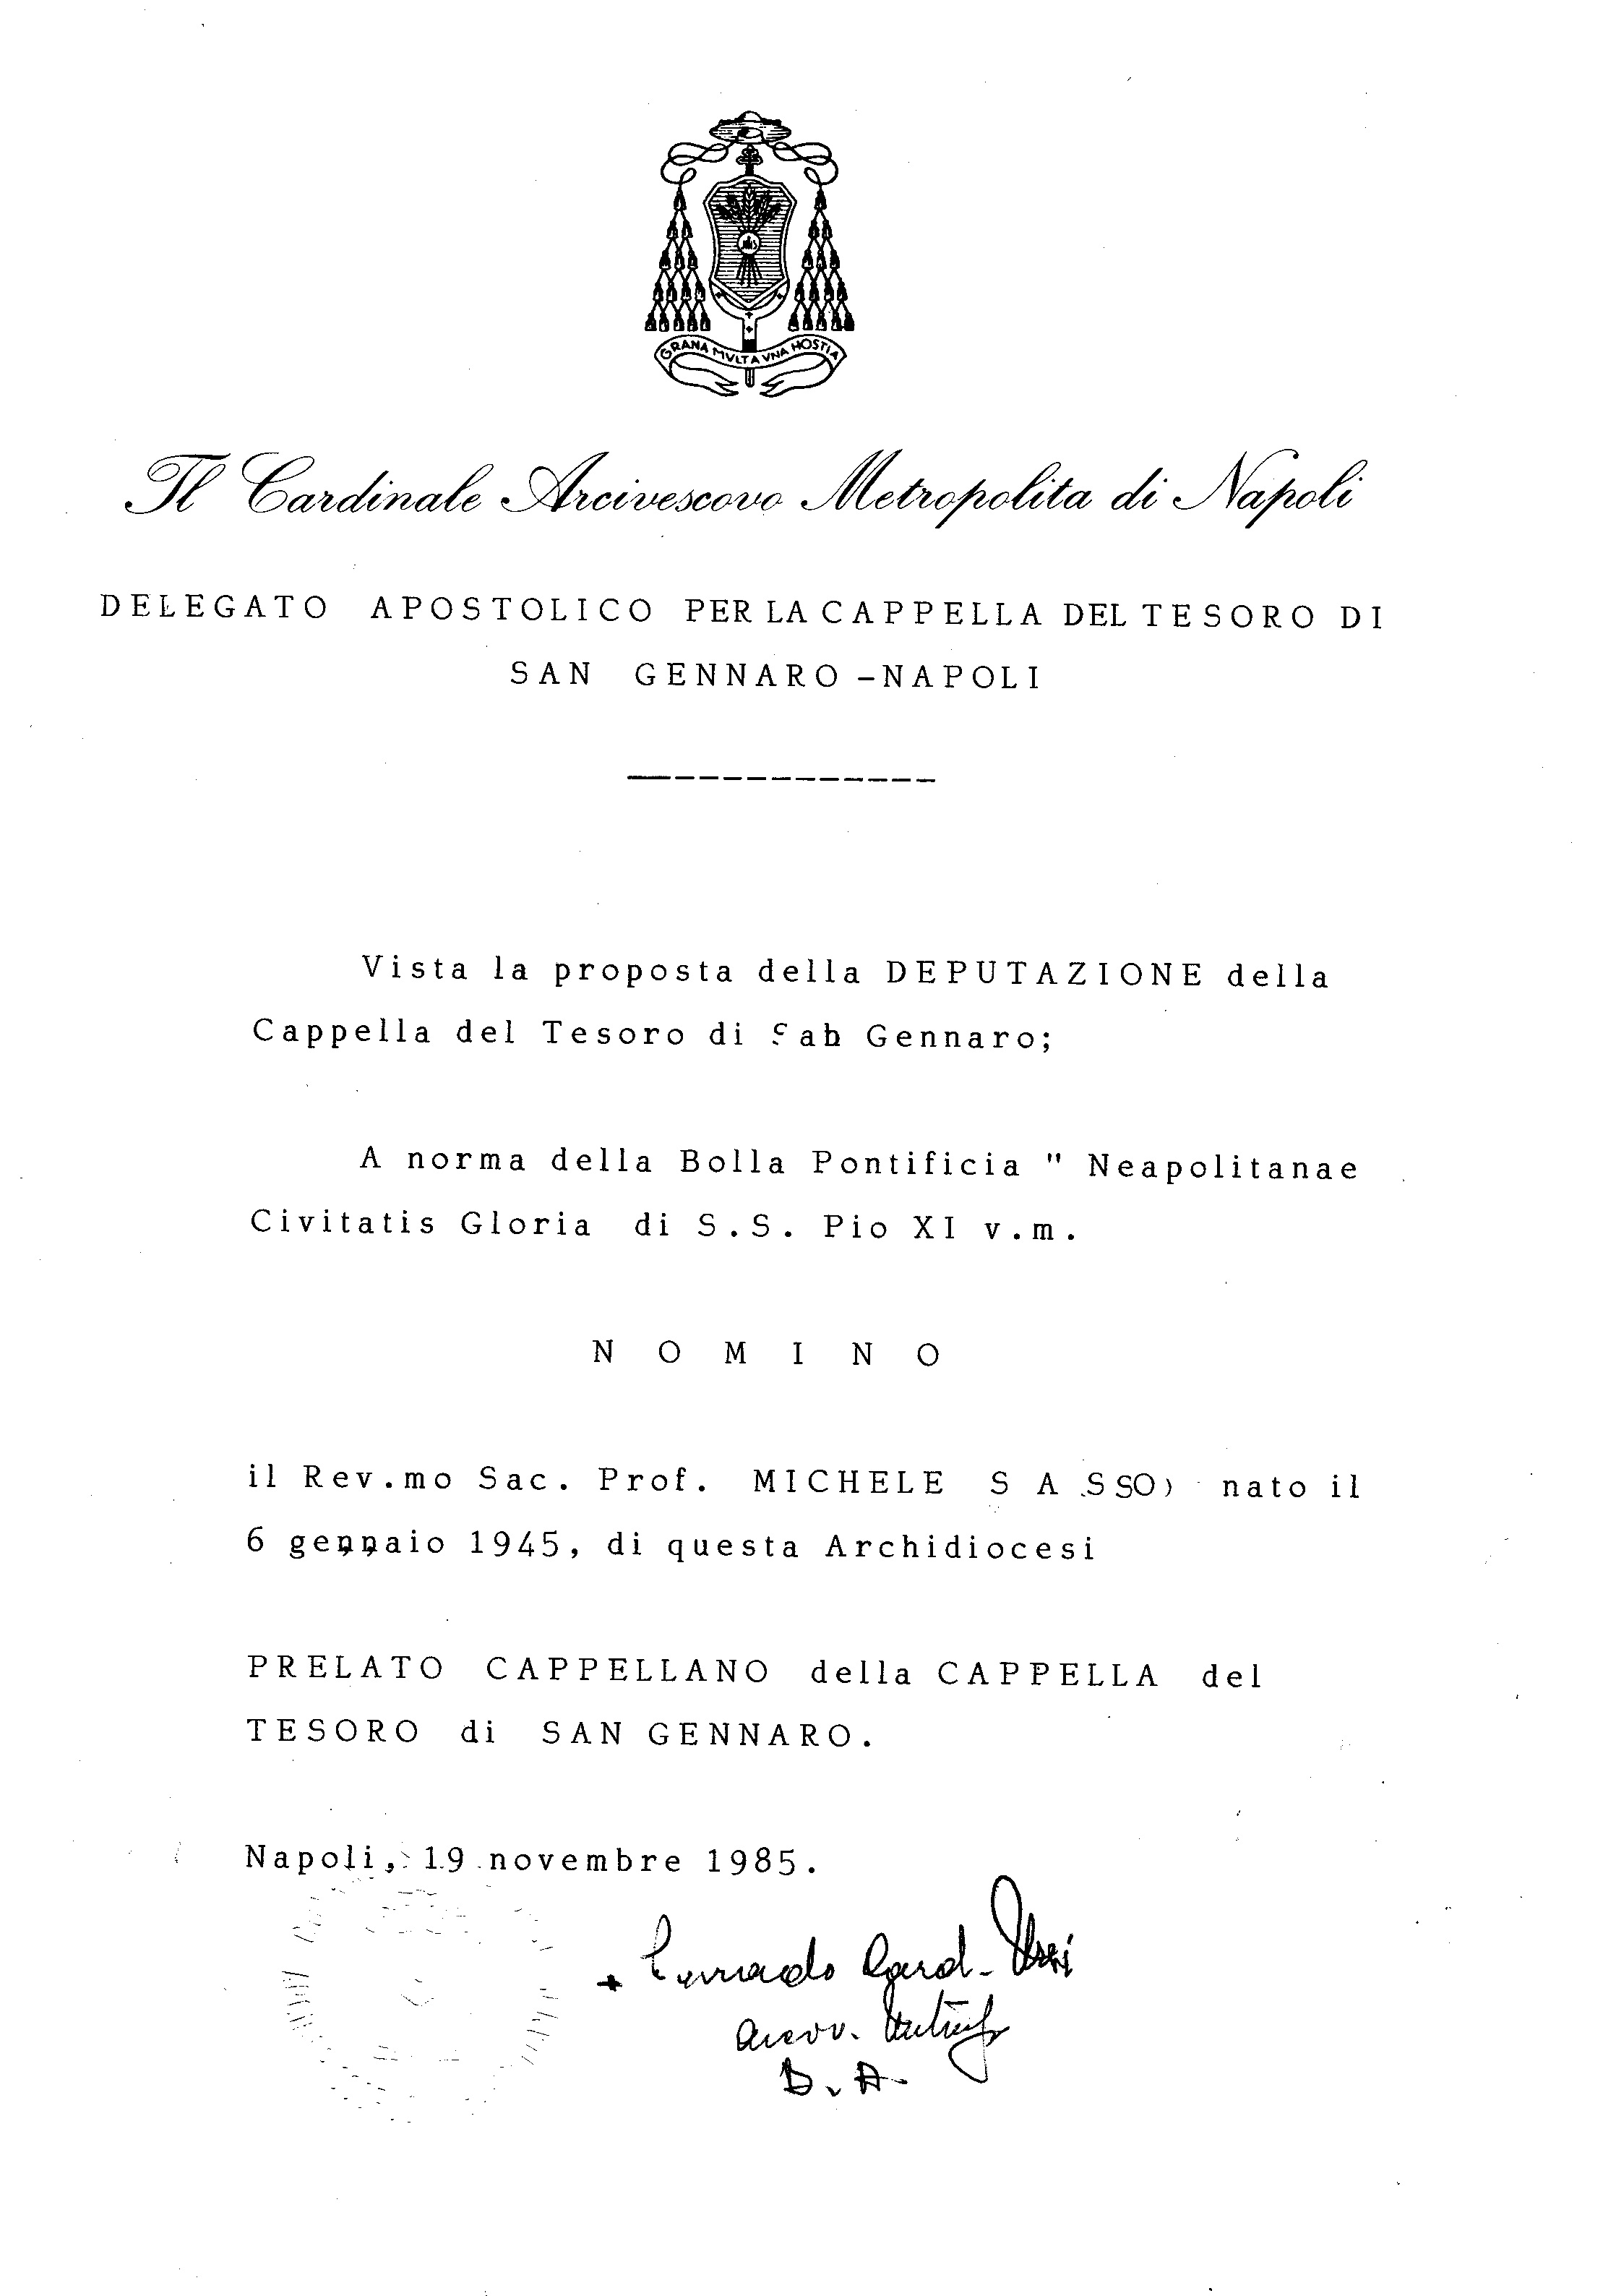 GRANA MVLTA VNA HOSTIA
Il Cardinale Arcivescovo Metropolita di Napoli
DELEGATO APOSTOLICO PER LA CAPPELLA DEL TESORO DI
SAN GENNARO - NAPOLI
Vista la proposta della DEPUTAZIONE della
Cappella del Tesoro di Sah Gennaro;
A norma della Bolla Pontificia " Neapolitanae
Civitatis Gloria di S.S. Pio XI v.m.
N O M I N O
il Rev.mo Sac. Prof. MICHELE S A SSO) nato il
6 gennaio 1945, di questa Archidiocesi
PRELATO CAPPELLANO della CAPPELLA del
TESORO di SAN GENNARO.
Napoli, 19 novembre 1985.
+ Corrado Card. Ursi
Arciv.
D. A.